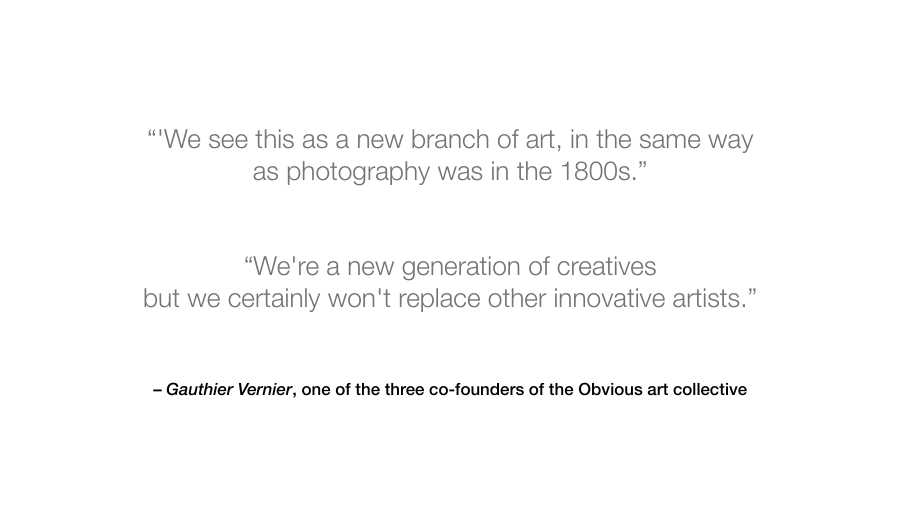 “'We see this as a new branch of art, in the same way
as photography was in the 1800s.”
“We're a new generation of creatives
but we certainly won't replace other innovative artists.”
– Gauthier Vernier, one of the three co-founders of the Obvious art collective